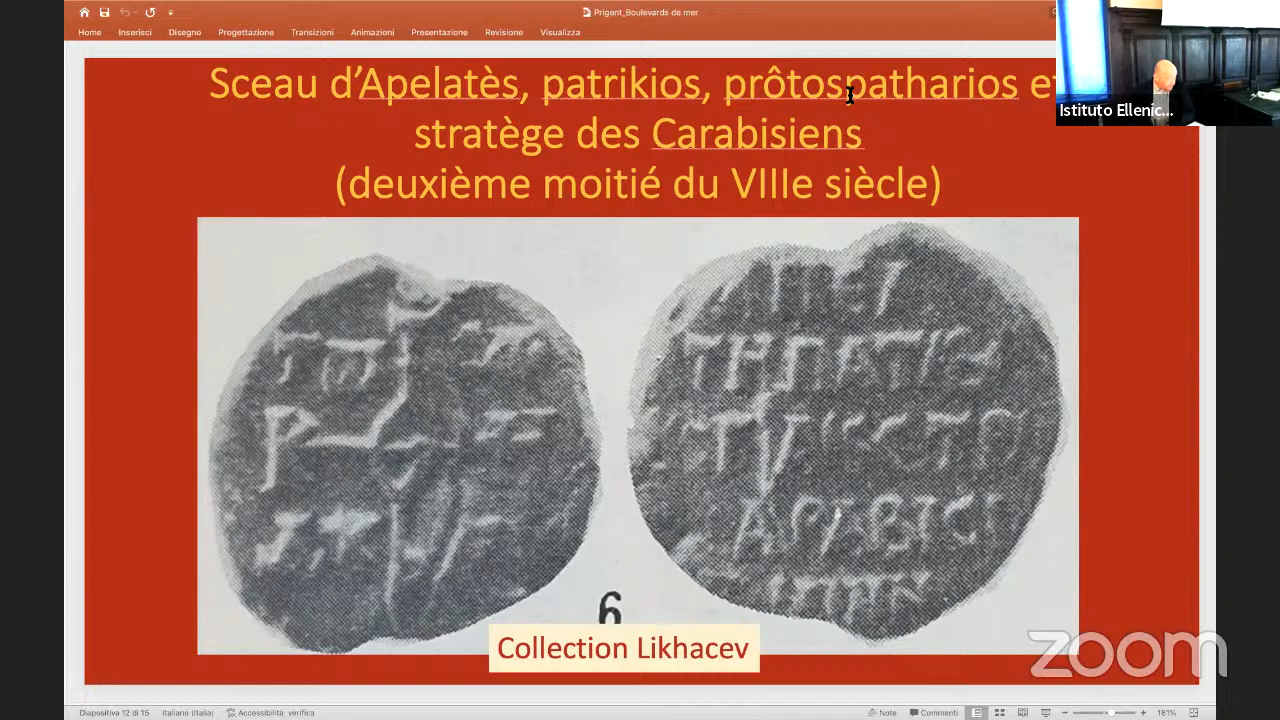 Prigent_Boulevards de mer
Home Inserisci Disegno Progettazione Transizioni Animazioni Presentazione Revisione Visualizza
Sceau d’Apelatès, patrikios, prôtospatharios et
stratège des Carabisiens
(deuxième moitié du VIIIe siècle)
Istituto Ellenic...
6
Collection Likhacev
zoom
Diapositiva 12 di 15 Italiano (Italia) Accessibilità: verifica Note Commenti 181%